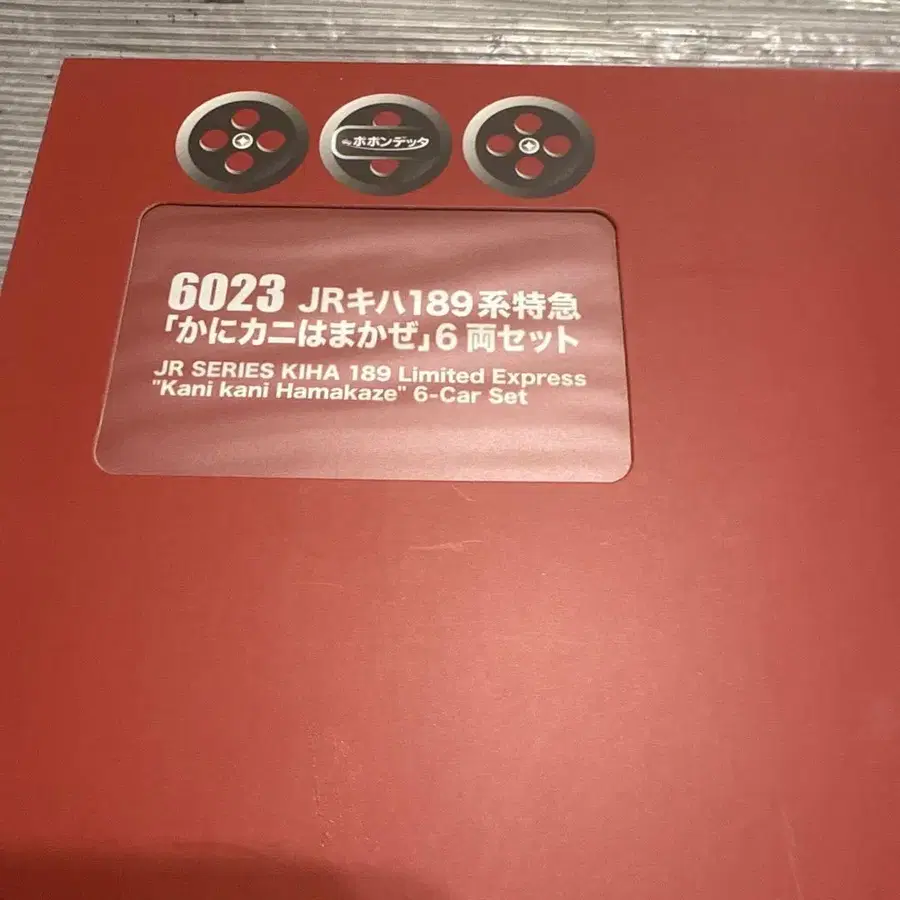 ポポンデッタ
6023 JRキハ189系特急
「かにカニはまかぜ」6両セット
JR SERIES KIHA 189 Limited Express
"Kani kani Hamakaze" 6-Car Set